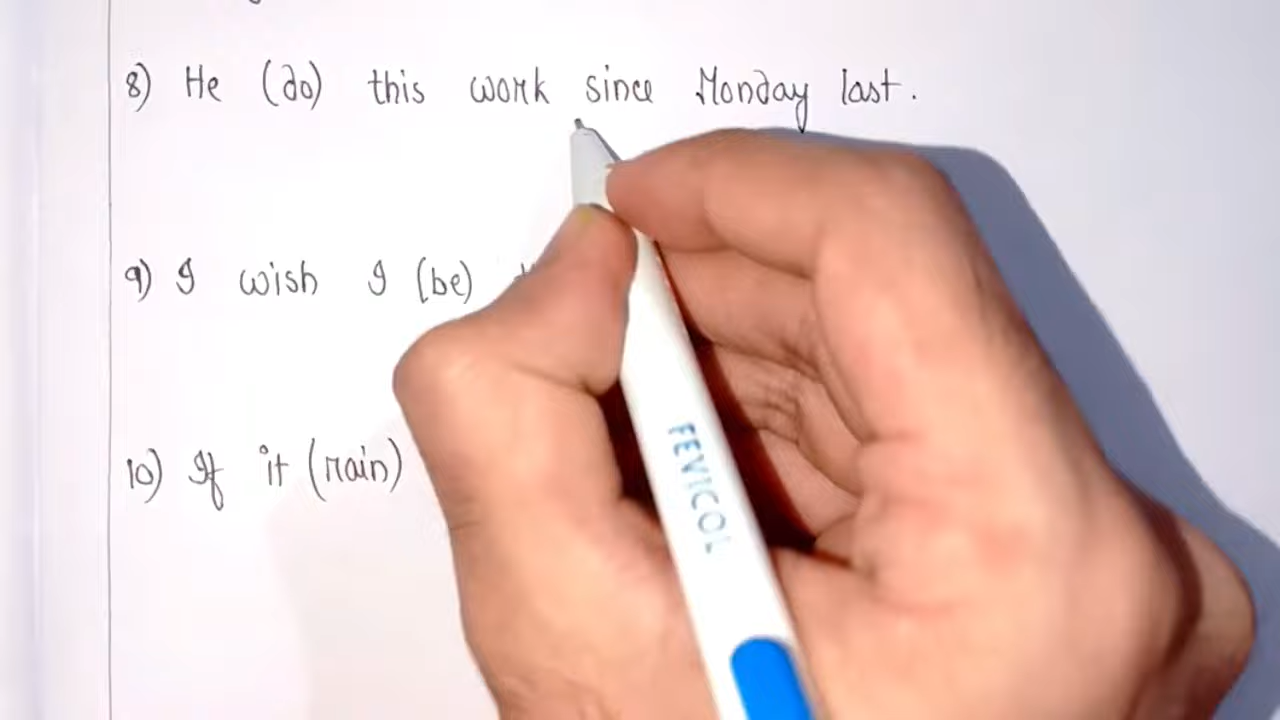 8) He (do) this work since Monday last.
9) I wish I (be)
10) If it (rain)
FEVICOL